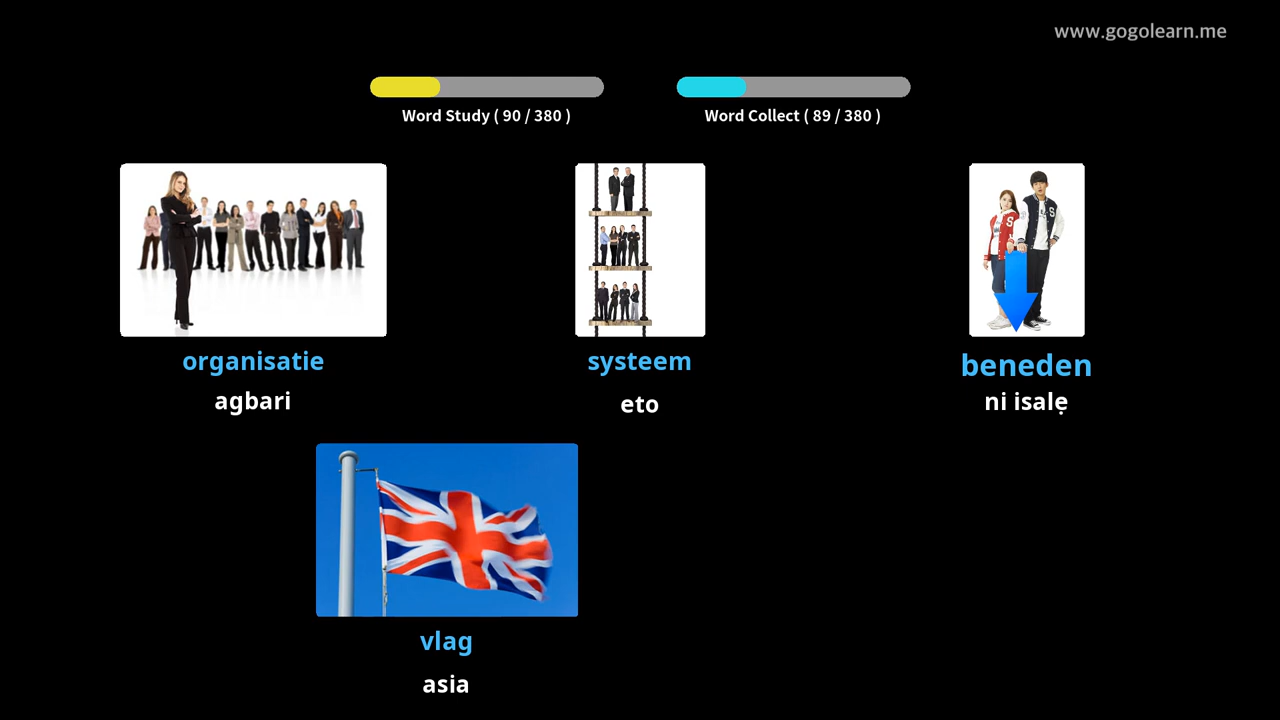 www.gogolearn.me
Word Study ( 90 / 380 )
Word Collect ( 89 / 380 )
organisatie
agbari
systeem
eto
beneden
ni isalẹ
vlag
asia